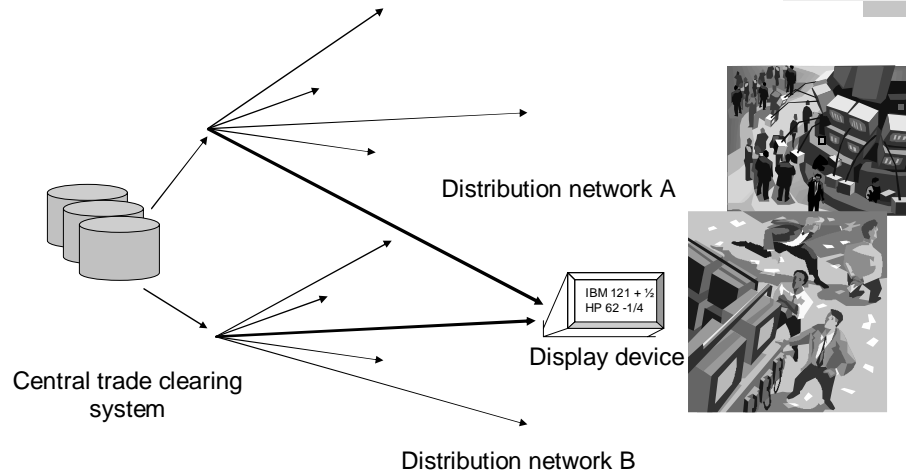 Distribution network A
IBM 121 + ½
HP 62 -1/4
Display device
Central trade clearing
system
Distribution network B